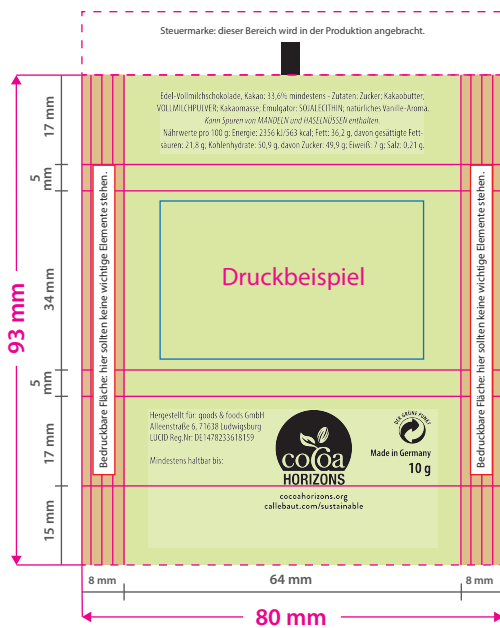 Steuermarke: dieser Bereich wird in der Produktion angebracht.
Edel-Vollmilchschokolade, Kakao: 33,6% mindestens - Zutaten: Zucker; Kakaobutter,
VOLLMILCHPULVER; Kakaomasse; Emulgator: SOJALECITHIN; natürliches Vanille-Aroma.
Kann Spuren von MANDELN und HASELNÜSSEN enthalten.
Nährwerte pro 100 g: Energie: 2356 kJ/563 kcal; Fett: 36,2 g, davon gesättigte Fett-
säuren: 21,8 g; Kohlenhydrate: 50,9 g, davon Zucker: 49,9 g; Eiweiß: 7 g; Salz: 0,21 g.
17 mm
5 mm
34 mm
5 mm
17 mm
15 mm
93 mm
Bedruckbare Fläche: hier sollten keine wichtige Elemente stehen.
Druckbeispiel
Bedruckbare Fläche: hier sollten keine wichtige Elemente stehen.
Hergestellt für: goods & foods GmbH
Alleenstraße 6, 71638 Ludwigsburg
LUCID Reg.Nr: DE1478233618159
Mindestens haltbar bis:
cocoa
HORIZONS
cocoahorizons.org
callebaut.com/sustainable
DER GRÜNE PUNKT
Made in Germany
10 g
8 mm
64 mm
8 mm
80 mm